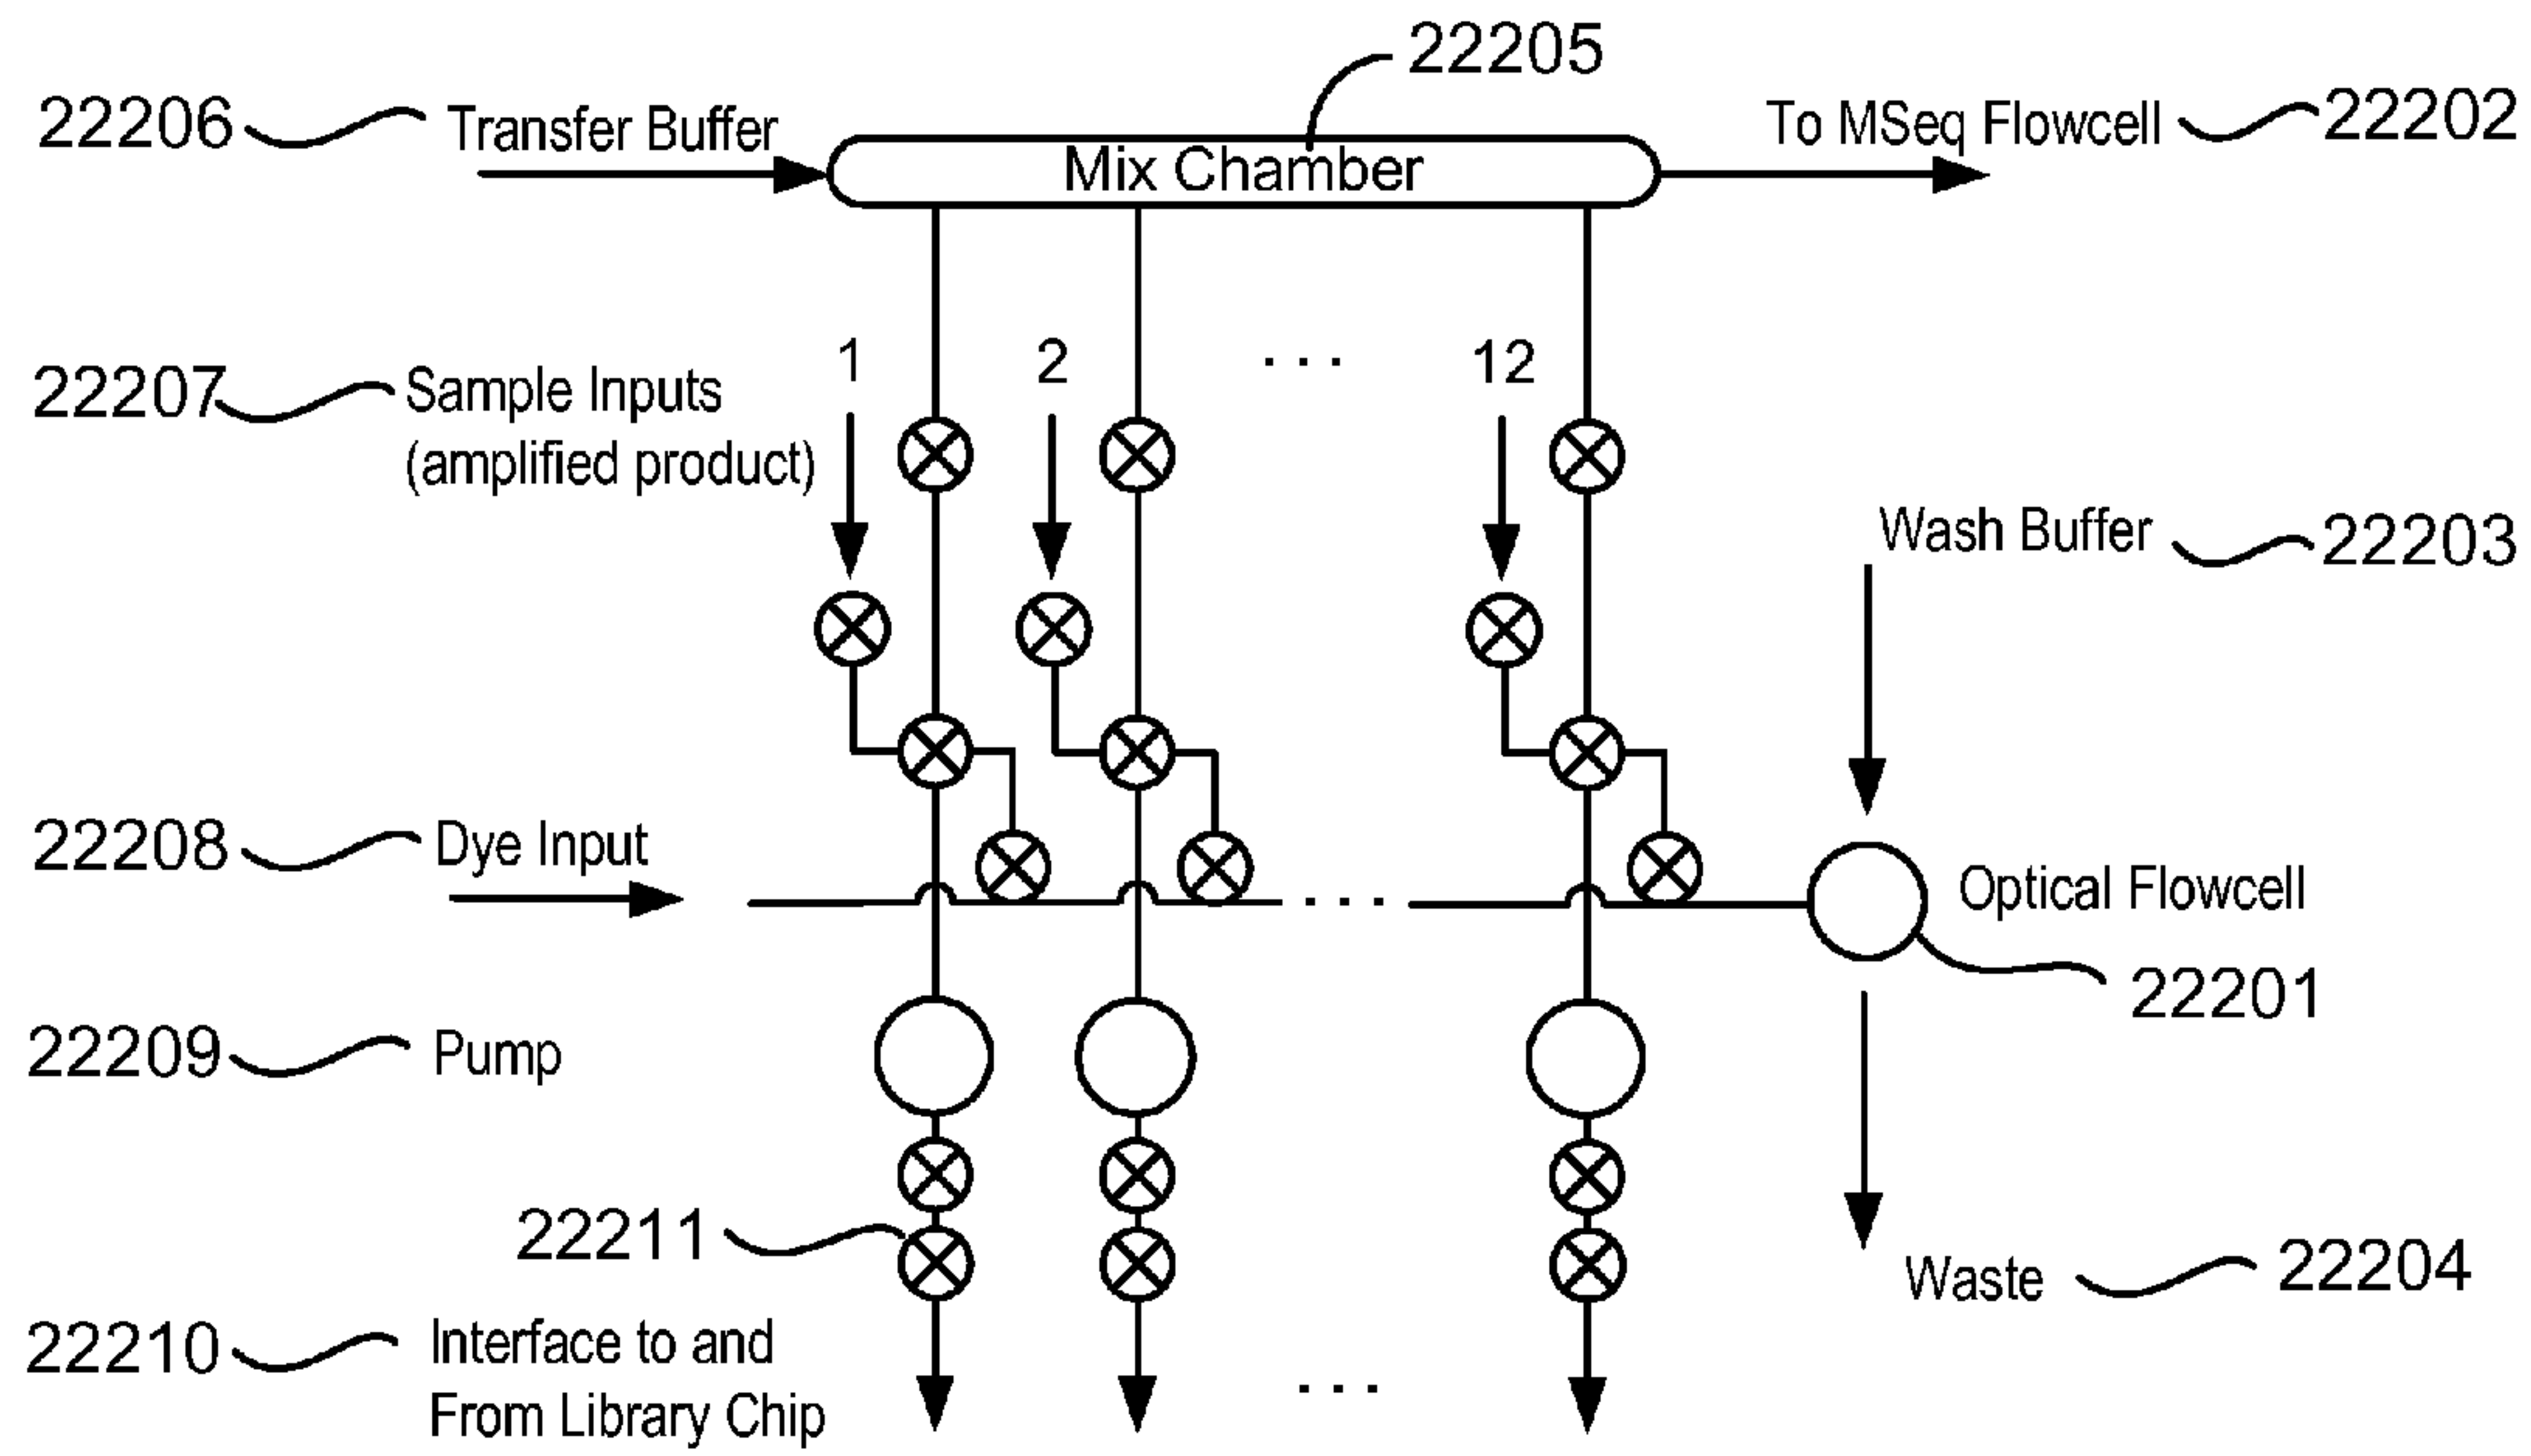 22205
22206 Transfer Buffer
Mix Chamber
To MSeq Flowcell 22202
1 2 ... 12
22207 Sample Inputs
(amplified product)
Wash Buffer 22203
22208 Dye Input
...
Optical Flowcell
22201
22209 Pump
22211
Waste 22204
22210 Interface to and
From Library Chip
...